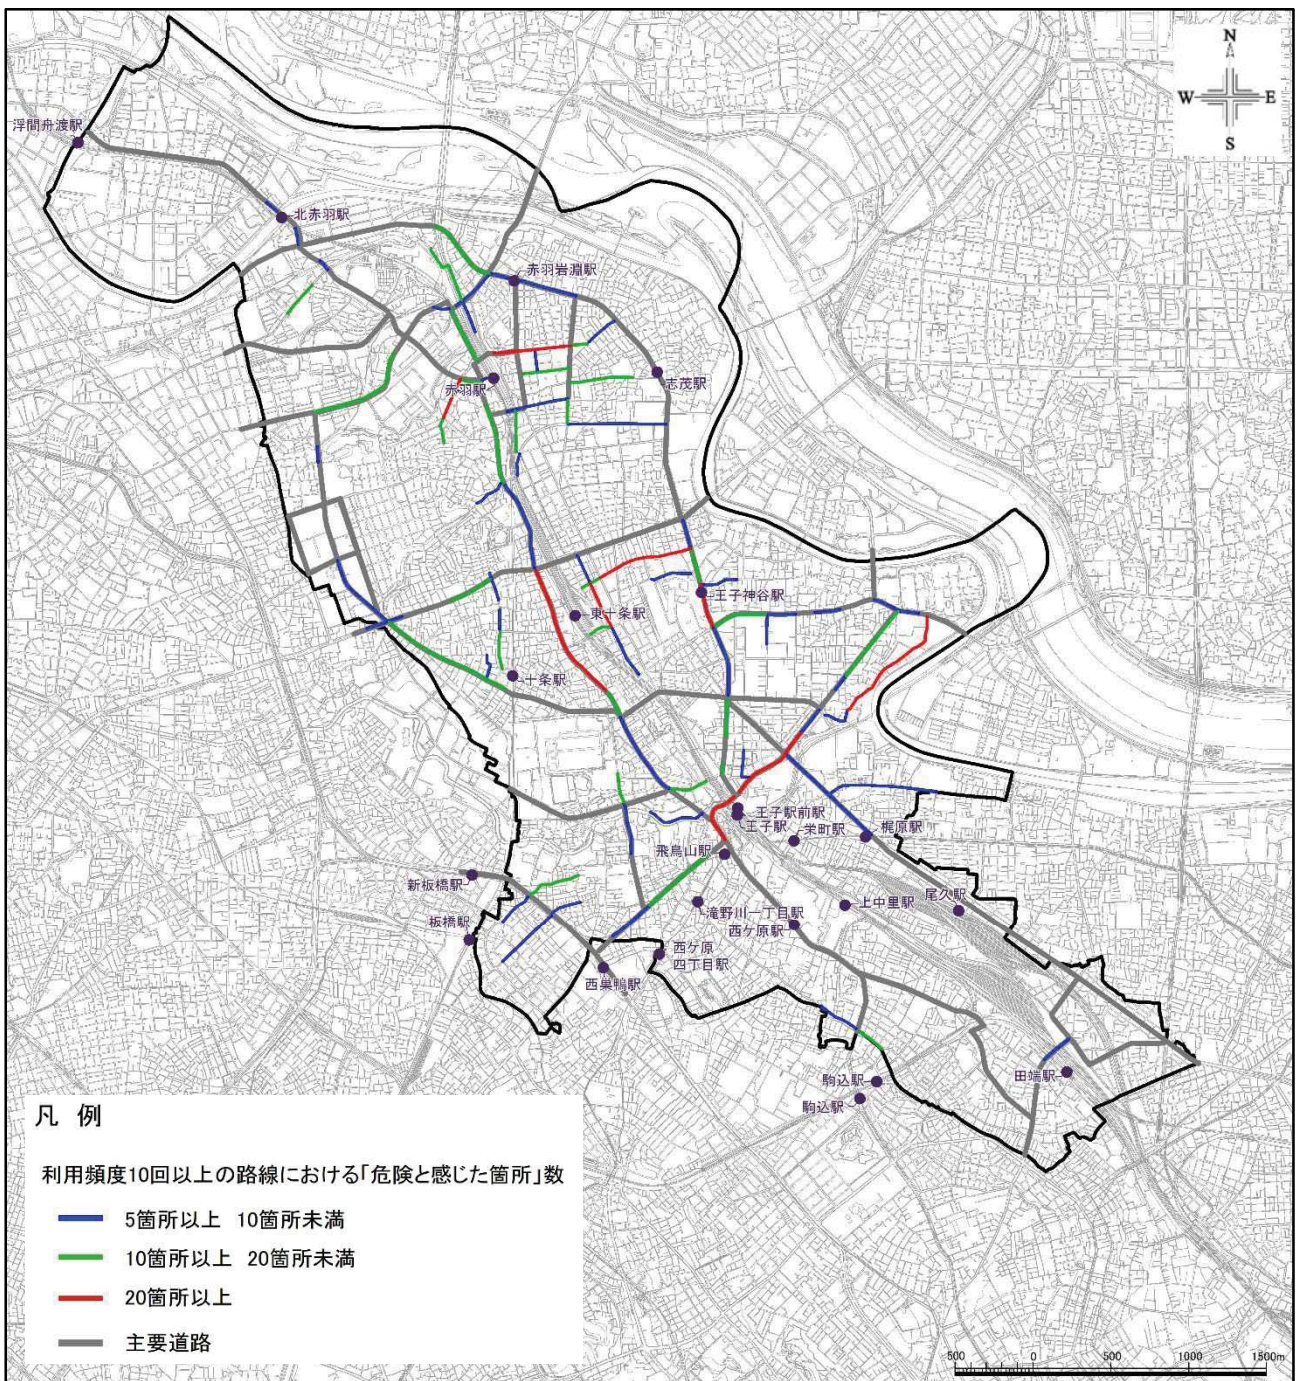 N
W
E
S
浮間舟渡駅
北赤羽駅
赤羽岩淵駅
赤羽駅
志茂駅
王子神谷駅
東十条駅
十条駅
王子駅前駅
王子駅
栄町駅
梶原駅
飛鳥山駅
新板橋駅
板橋駅
滝野川一丁目駅
西ケ原駅
上中里駅
尾久駅
西ケ原
四丁目駅
西巣鴨駅
駒込駅
駒込駅
田端駅
凡 例
利用頻度10回以上の路線における「危険と感じた箇所」数
5箇所以上 10箇所未満
10箇所以上 20箇所未満
20箇所以上
主要道路
500 0 500 1000 1500m